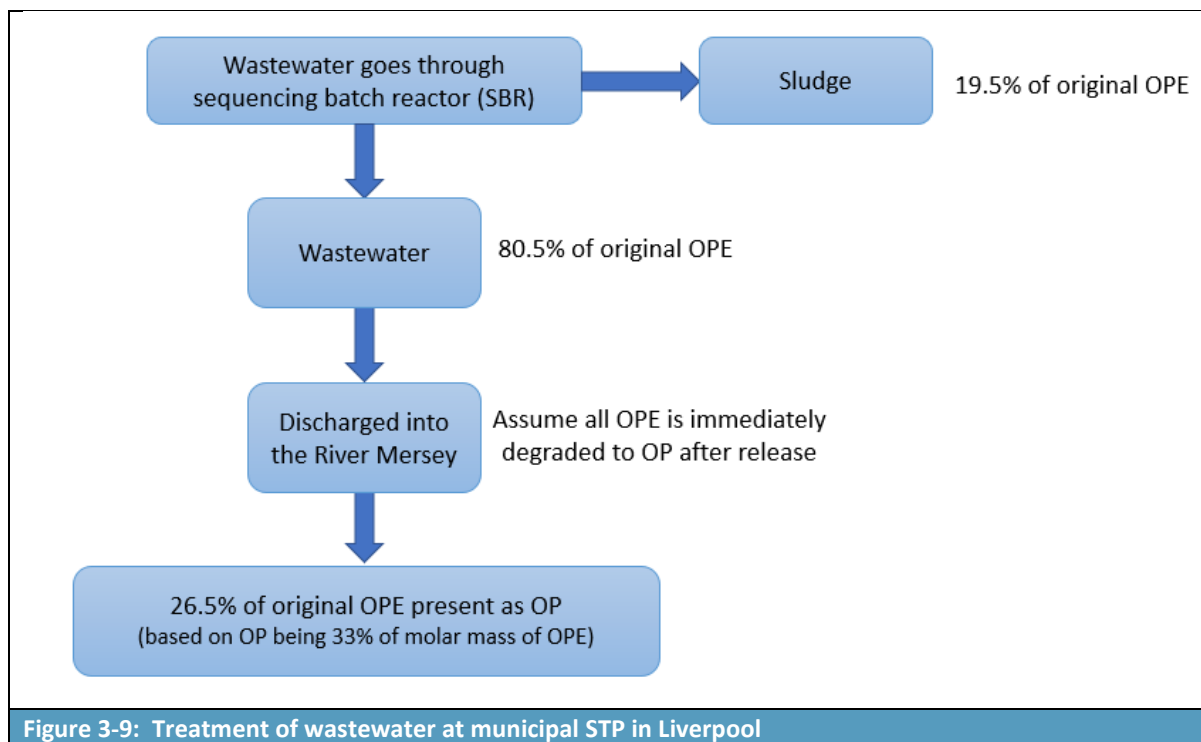 Wastewater goes through
sequencing batch reactor (SBR)
Sludge
19.5% of original OPE
Wastewater
80.5% of original OPE
Discharged into
the River Mersey
Assume all OPE is immediately
degraded to OP after release
26.5% of original OPE present as OP
(based on OP being 33% of molar mass of OPE)
Figure 3-9: Treatment of wastewater at municipal STP in Liverpool